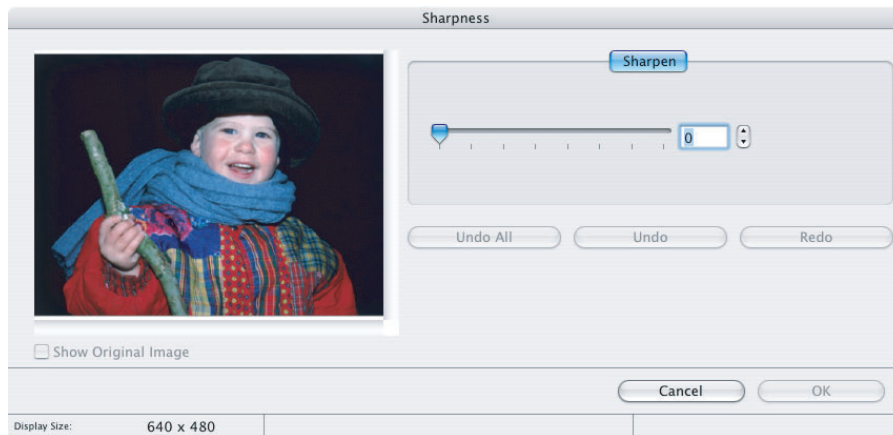 Sharpness
Sharpen
0
Undo All Undo Redo
Show Original Image
Cancel OK
Display Size: 640 x 480